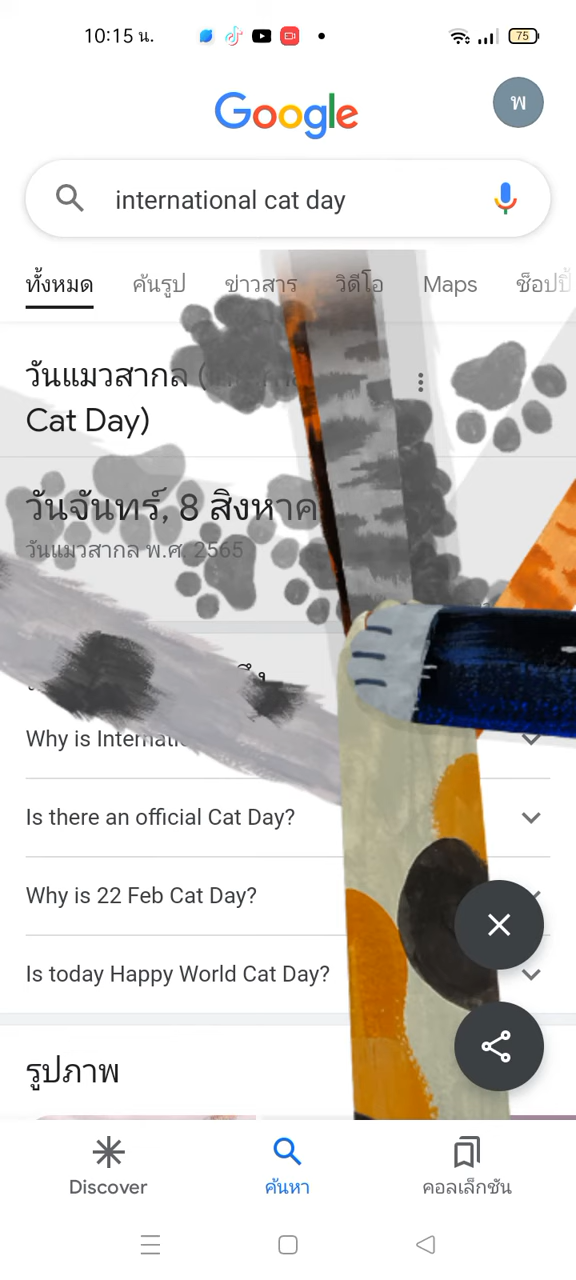 10:15 น.
75
Google
พ
international cat day
ทั้งหมด ค้นรูป ข่าวสาร วิดีโอ Maps
วันแมวสากล (
Cat Day)
วันจันทร์, 8 สิงหาค
วันแมวสากล พ.ศ. 2565
Why is
Is there an official Cat Day?
Why is 22 Feb Cat Day?
Is today Happy World Cat Day?
รูปภาพ
Discover ค้นหา คอลเล็กชัน